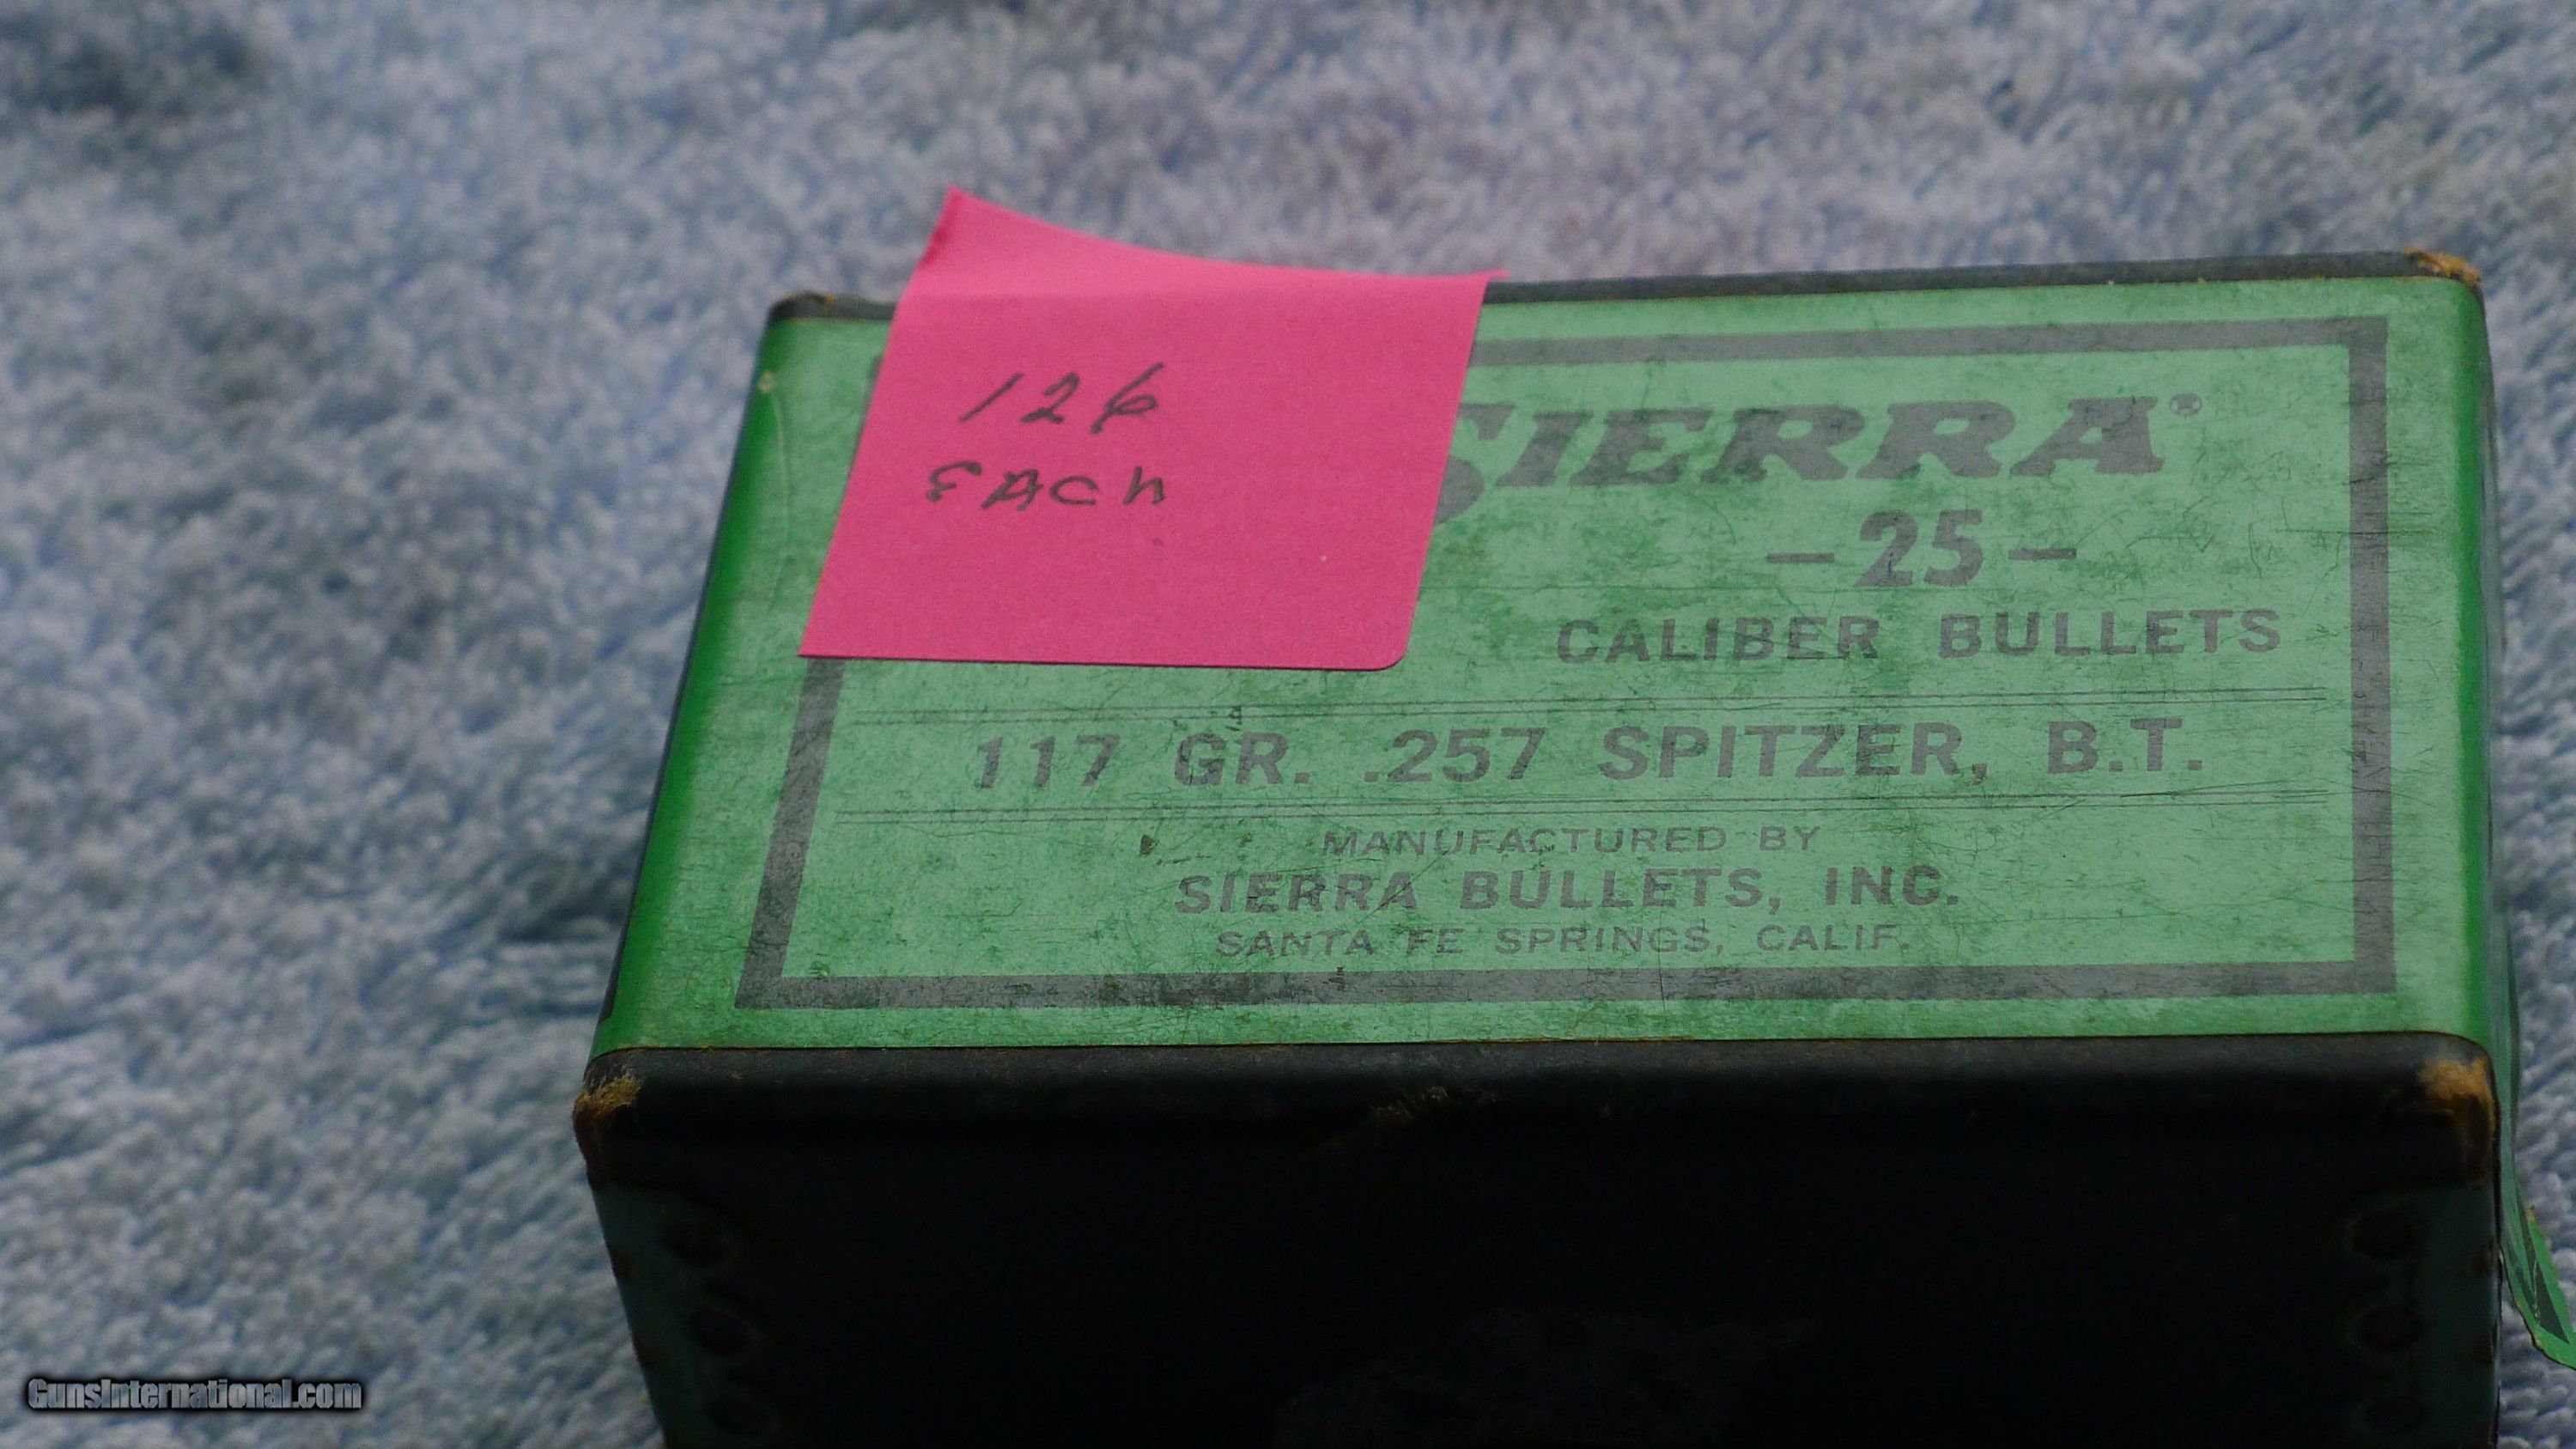 126
EACH
SIERRA®
-25-
CALIBER BULLETS
117 GR. .257 SPITZER, B.T.
MANUFACTURED BY
SIERRA BULLETS, INC.
SANTA FE SPRINGS, CALIF.
GunsInternational.com